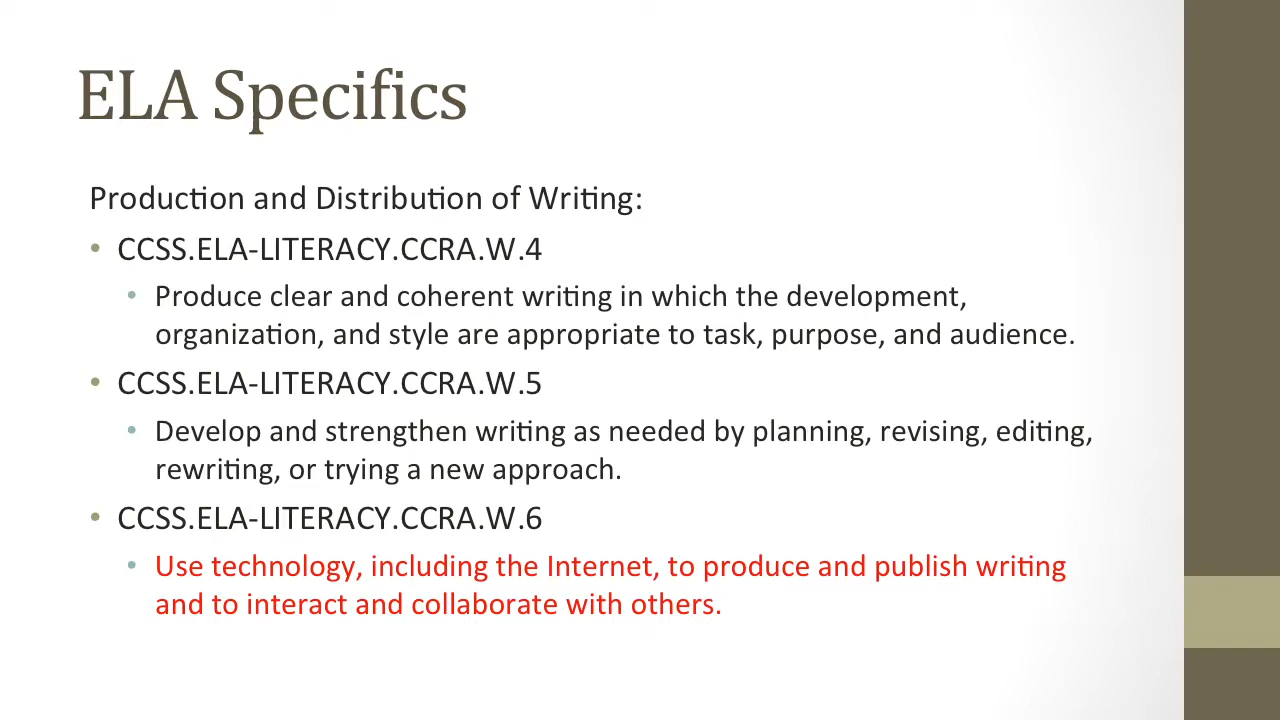 ELA Specifics
Production and Distribution of Writing:
• CCSS.ELA-LITERACY.CCRA.W.4
• Produce clear and coherent writing in which the development,
organization, and style are appropriate to task, purpose, and audience.
• CCSS.ELA-LITERACY.CCRA.W.5
• Develop and strengthen writing as needed by planning, revising, editing,
rewriting, or trying a new approach.
• CCSS.ELA-LITERACY.CCRA.W.6
• Use technology, including the Internet, to produce and publish writing
and to interact and collaborate with others.